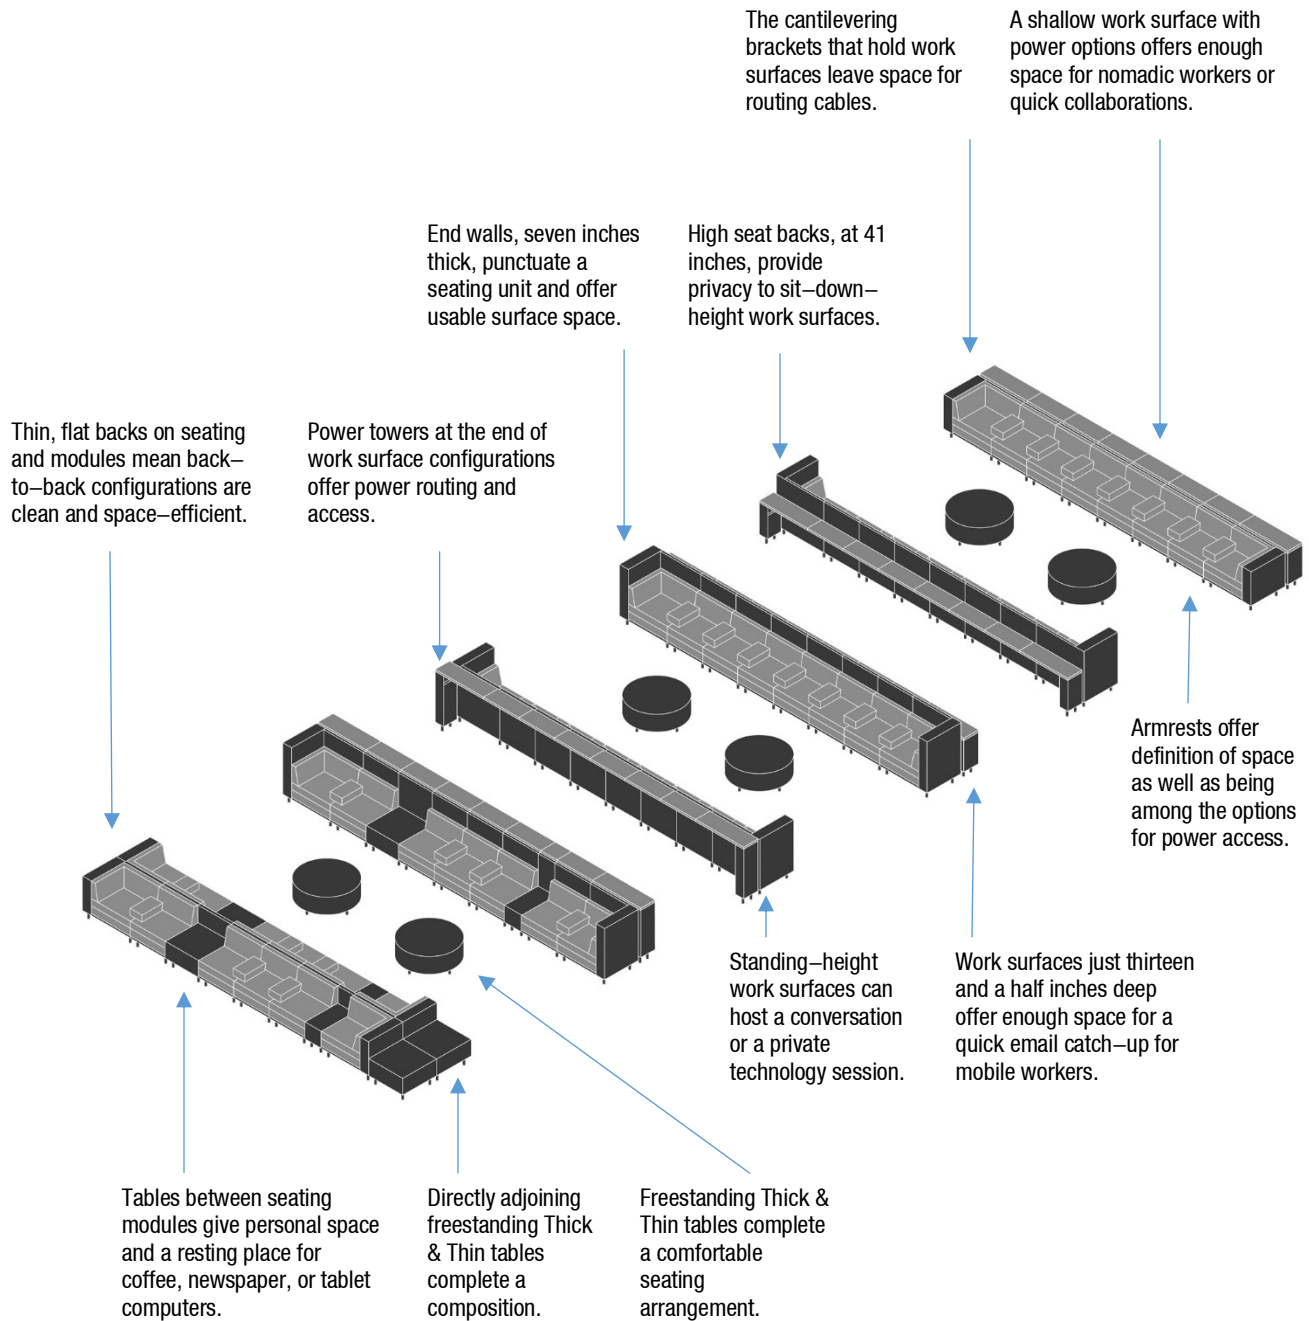 The cantilevering
brackets that hold work
surfaces leave space for
routing cables.
A shallow work surface with
power options offers enough
space for nomadic workers or
quick collaborations.
End walls, seven inches
thick, punctuate a
seating unit and offer
usable surface space.
High seat backs, at 41
inches, provide
privacy to sit–down–
height work surfaces.
Thin, flat backs on seating
and modules mean back–
to–back configurations are
clean and space–efficient.
Power towers at the end of
work surface configurations
offer power routing and
access.
Armrests offer
definition of space
as well as being
among the options
for power access.
Standing–height
work surfaces can
host a conversation
or a private
technology session.
Work surfaces just thirteen
and a half inches deep
offer enough space for a
quick email catch–up for
mobile workers.
Tables between seating
modules give personal space
and a resting place for
coffee, newspaper, or tablet
computers.
Directly adjoining
freestanding Thick
& Thin tables
complete a
composition.
Freestanding Thick &
Thin tables complete
a comfortable
seating
arrangement.